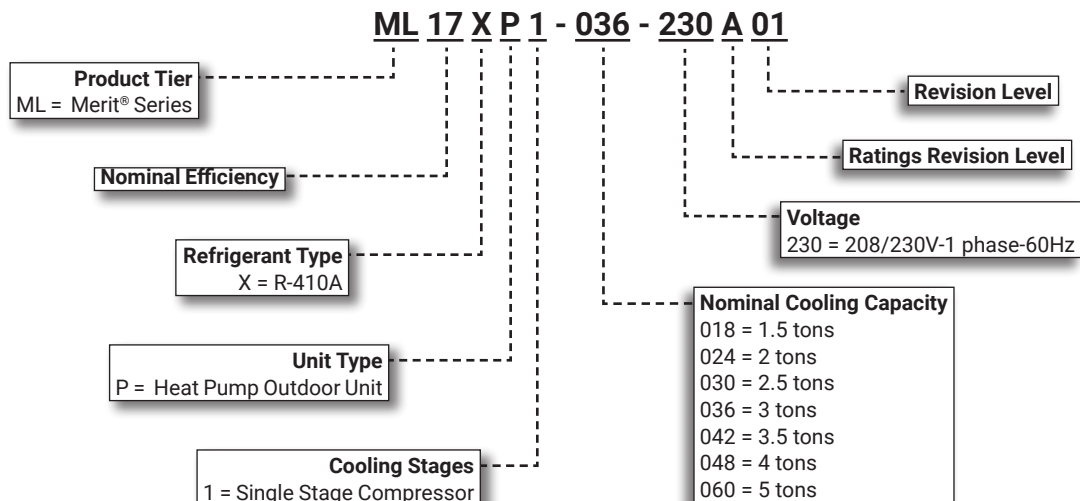 ML 17 X P 1 - 036 - 230 A 01
Product Tier
ML = Merit® Series
Nominal Efficiency
Refrigerant Type
X = R-410A
Unit Type
P = Heat Pump Outdoor Unit
Cooling Stages
1 = Single Stage Compressor
Revision Level
Ratings Revision Level
Voltage
230 = 208/230V-1 phase-60Hz
Nominal Cooling Capacity
018 = 1.5 tons
024 = 2 tons
030 = 2.5 tons
036 = 3 tons
042 = 3.5 tons
048 = 4 tons
060 = 5 tons